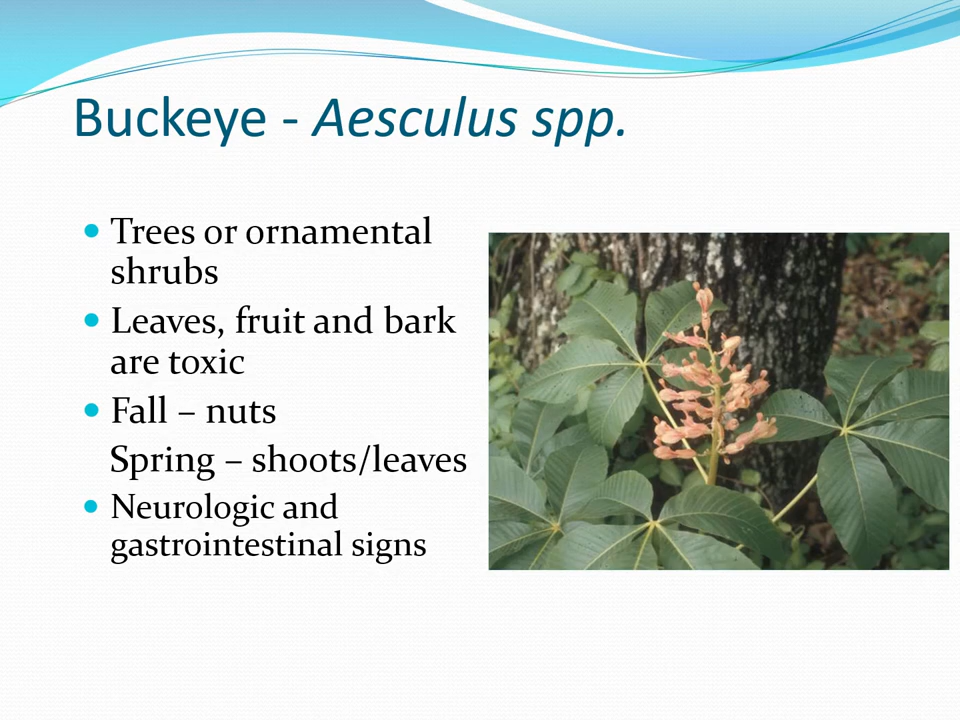 Buckeye - Aesculus spp.
• Trees or ornamental
shrubs
• Leaves, fruit and bark
are toxic
• Fall – nuts
Spring – shoots/leaves
• Neurologic and
gastrointestinal signs